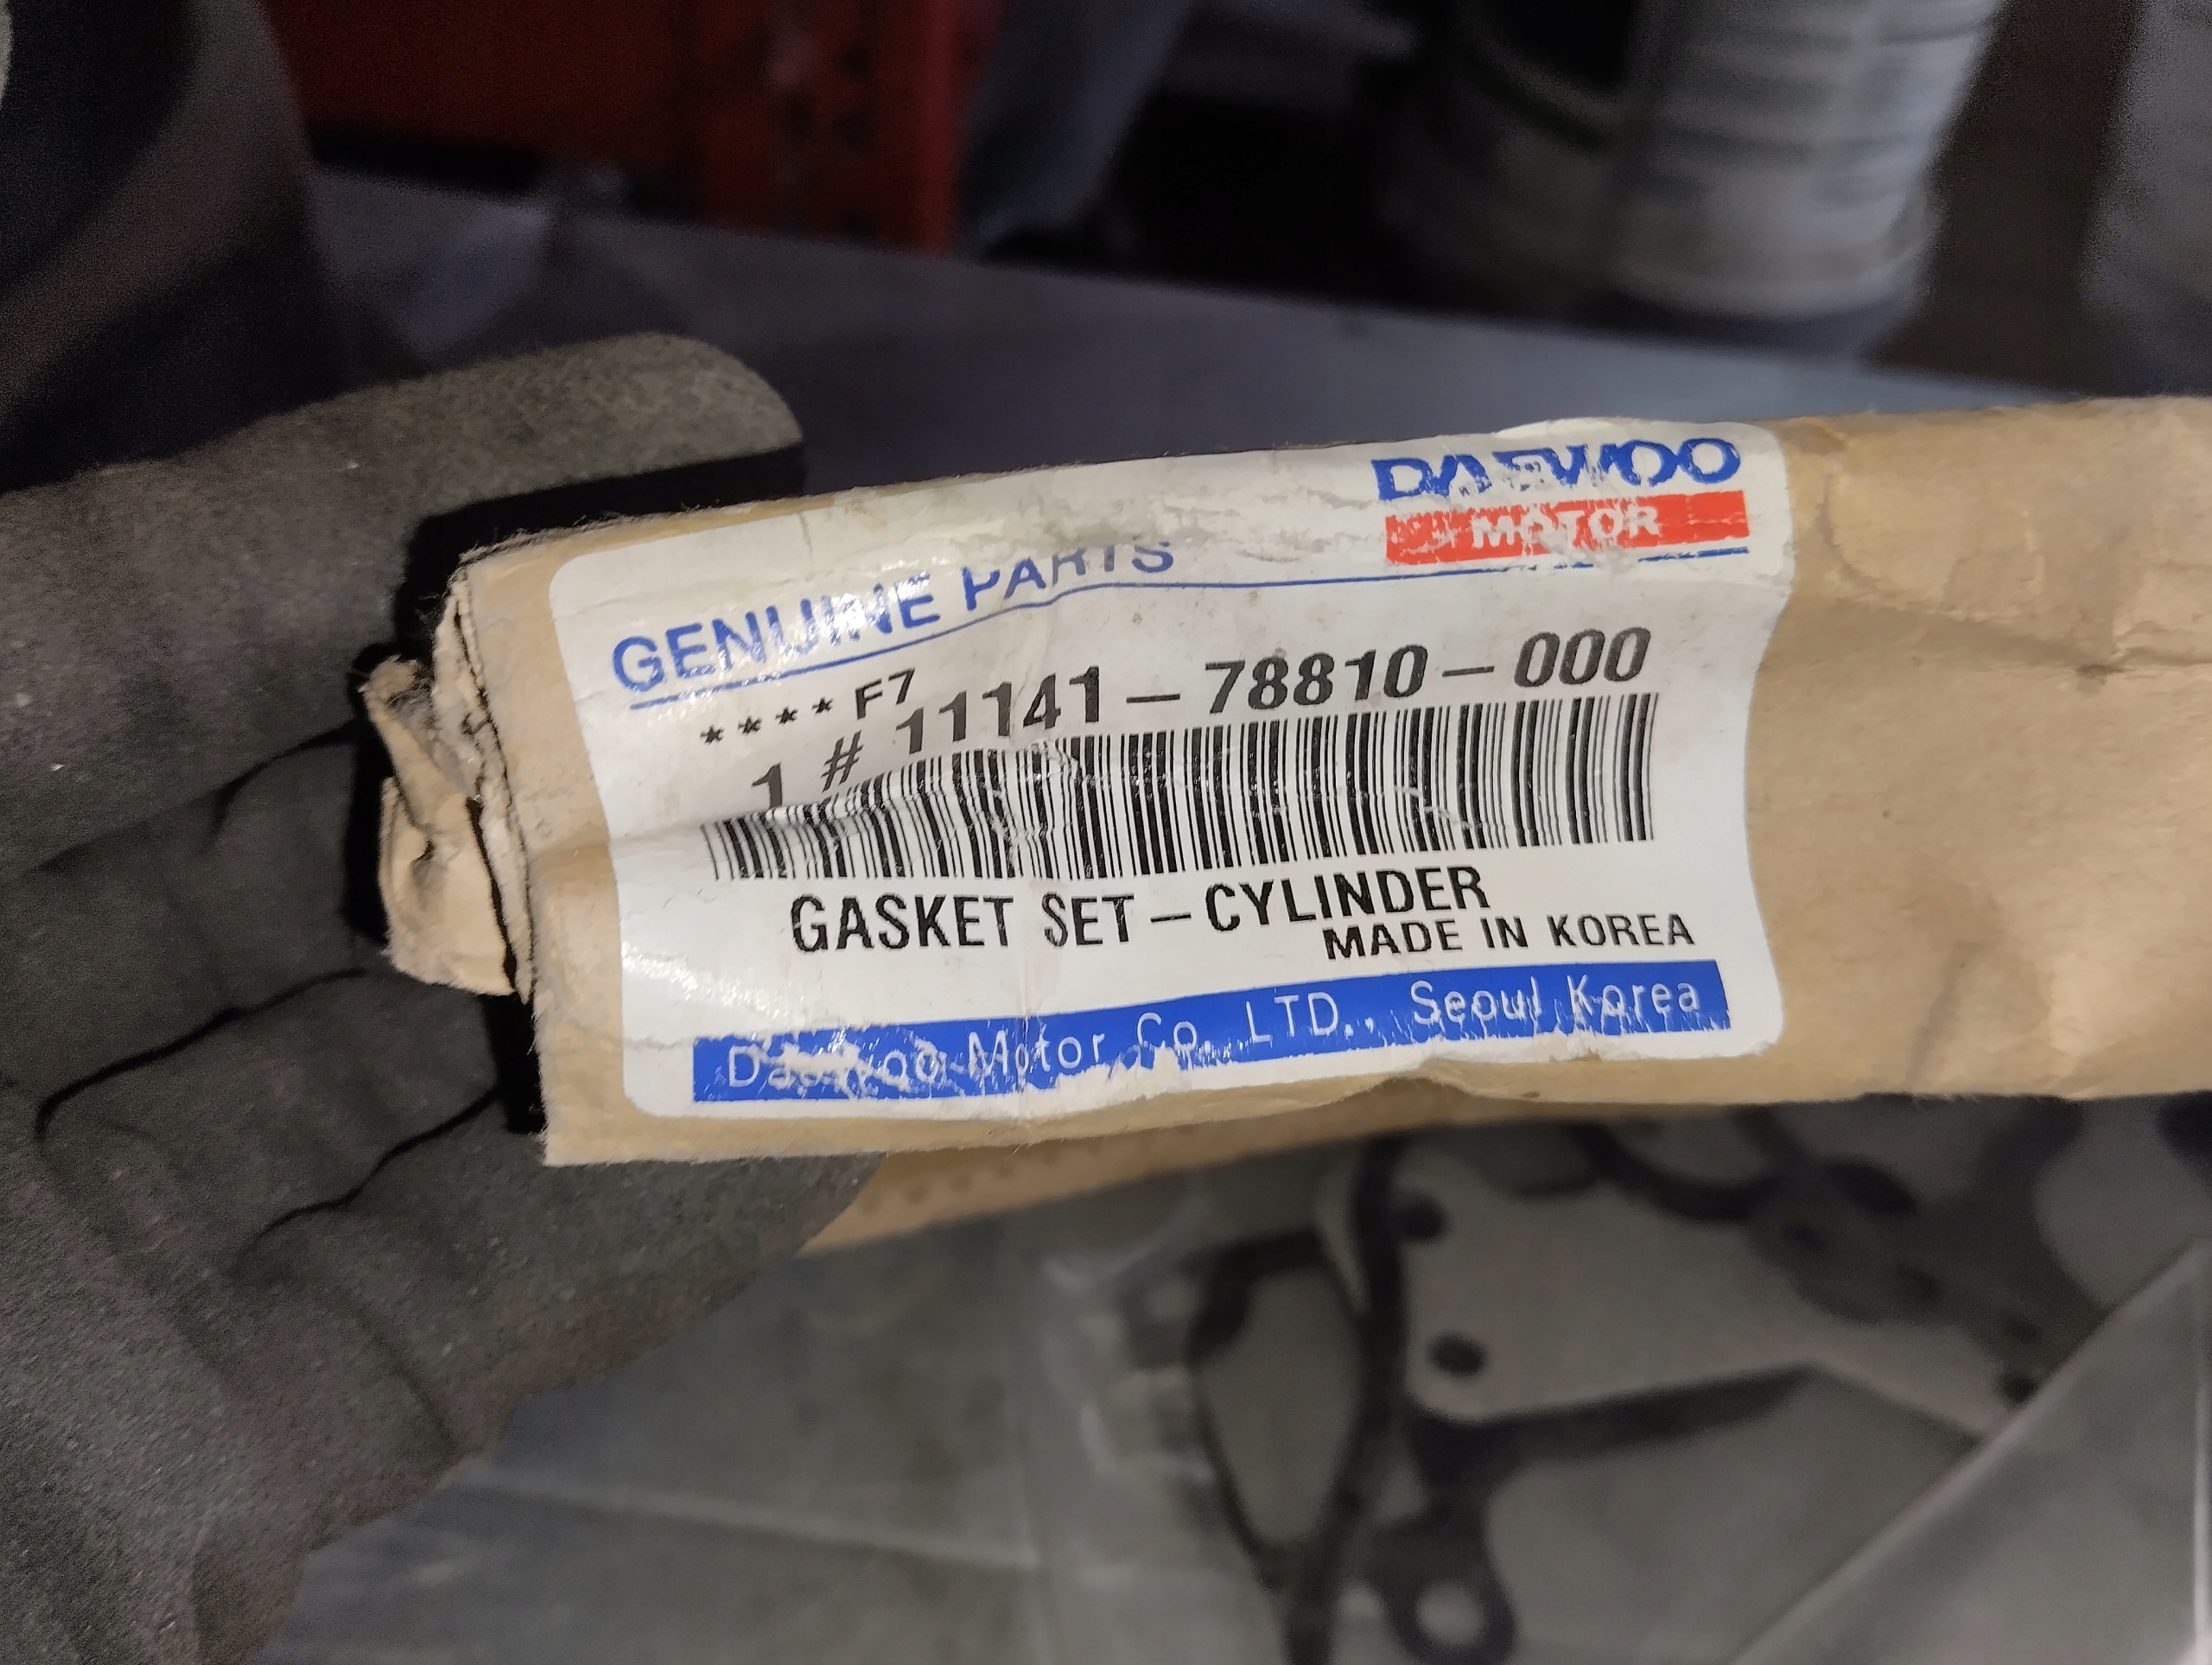 DAEWOO
MOTOR
GENUINE PARTS
****F7
1 # 11141-78810-000
GASKET SET-CYLINDER
MADE IN KOREA
Daewoo Motor Co. LTD., Seoul Korea